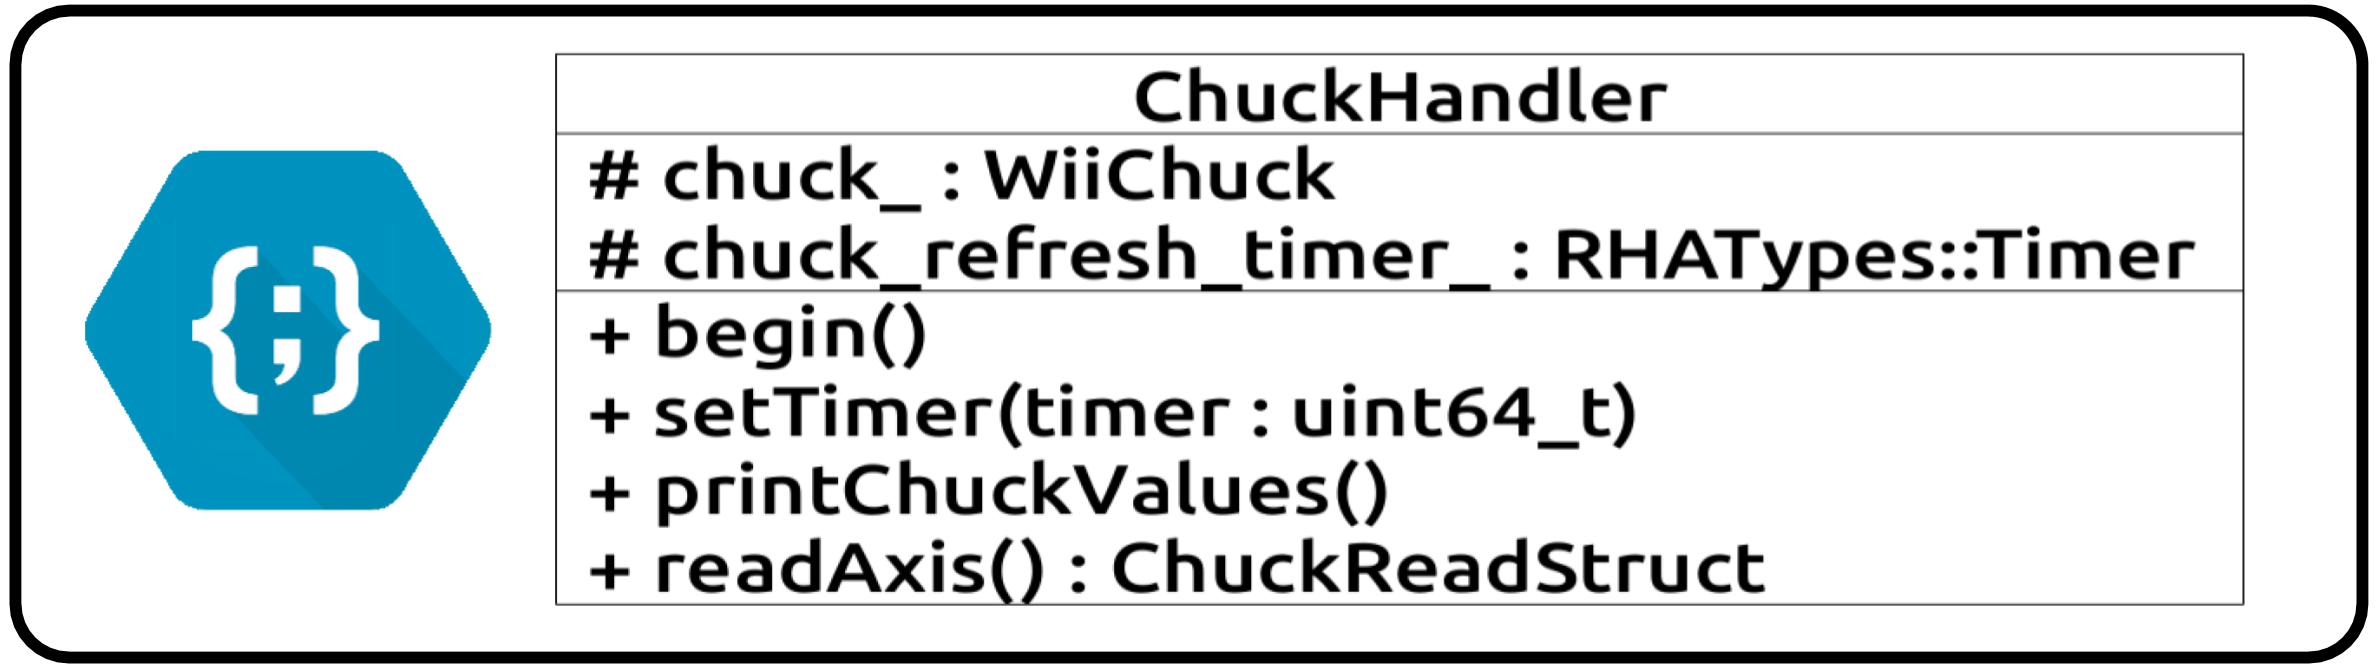 {;}
ChuckHandler
# chuck_ : WiiChuck
# chuck_refresh_timer_ : RHATypes::Timer
+ begin()
+ setTimer(timer : uint64_t)
+ printChuckValues()
+ readAxis() : ChuckReadStruct